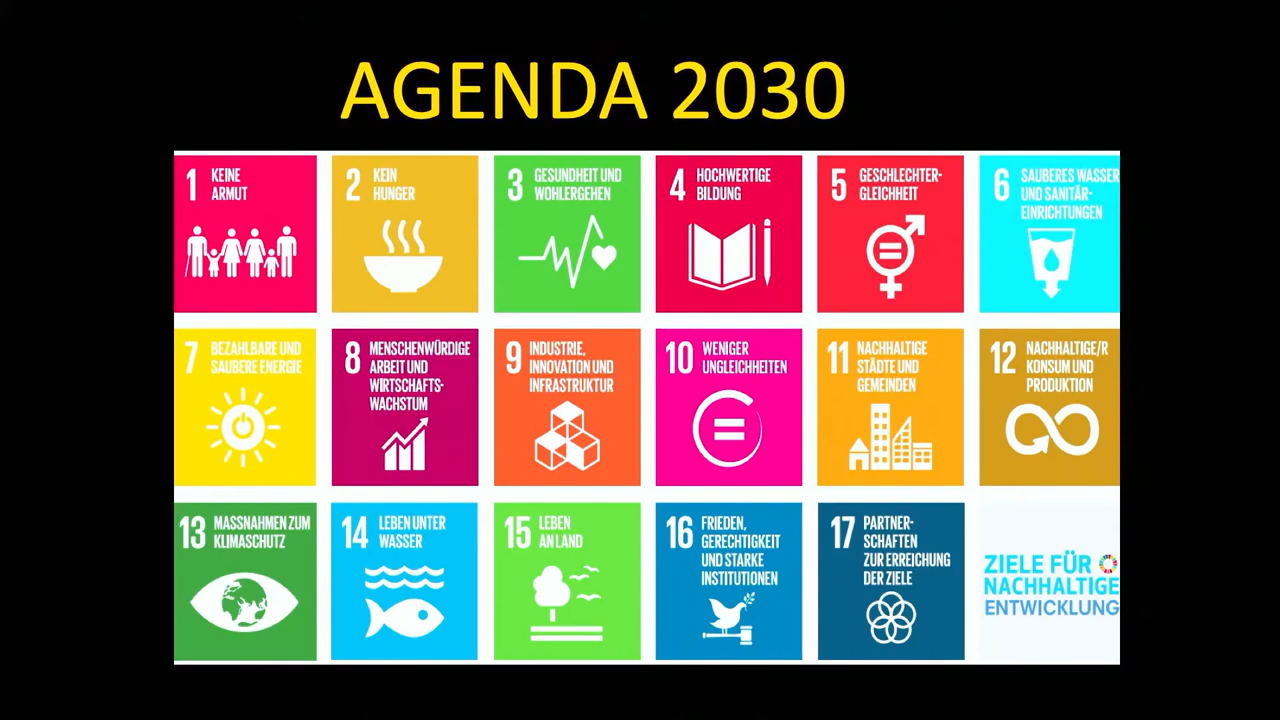 AGENDA 2030
1 KEINE
ARMUT
2 KEIN
HUNGER
3 GESUNDHEIT UND
WOHLERGEHEN
4 HOCHWERTIGE
BILDUNG
5 GESCHLECHTER-
GLEICHHEIT
6 SAUBERES WASSER
UND SANITÄR-
EINRICHTUNGEN
7 BEZAHLBARE UND
SAUBERE ENERGIE
8 MENSCHENWÜRDIGE
ARBEIT UND
WIRTSCHAFTS-
WACHSTUM
9 INDUSTRIE,
INNOVATION UND
INFRASTRUKTUR
10 WENIGER
UNGLEICHHEITEN
11 NACHHALTIGE
STÄDTE UND
GEMEINDEN
12 NACHHALTIGE/R
KONSUM UND
PRODUKTION
13 MASSNAHMEN ZUM
KLIMASCHUTZ
14 LEBEN UNTER
WASSER
15 LEBEN
AN LAND
16 FRIEDEN,
GERECHTIGKEIT
UND STARKE
INSTITUTIONEN
17 PARTNER-
SCHAFTEN
ZUR ERREICHUNG
DER ZIELE
ZIELE FÜR
NACHHALTIGE
ENTWICKLUNG